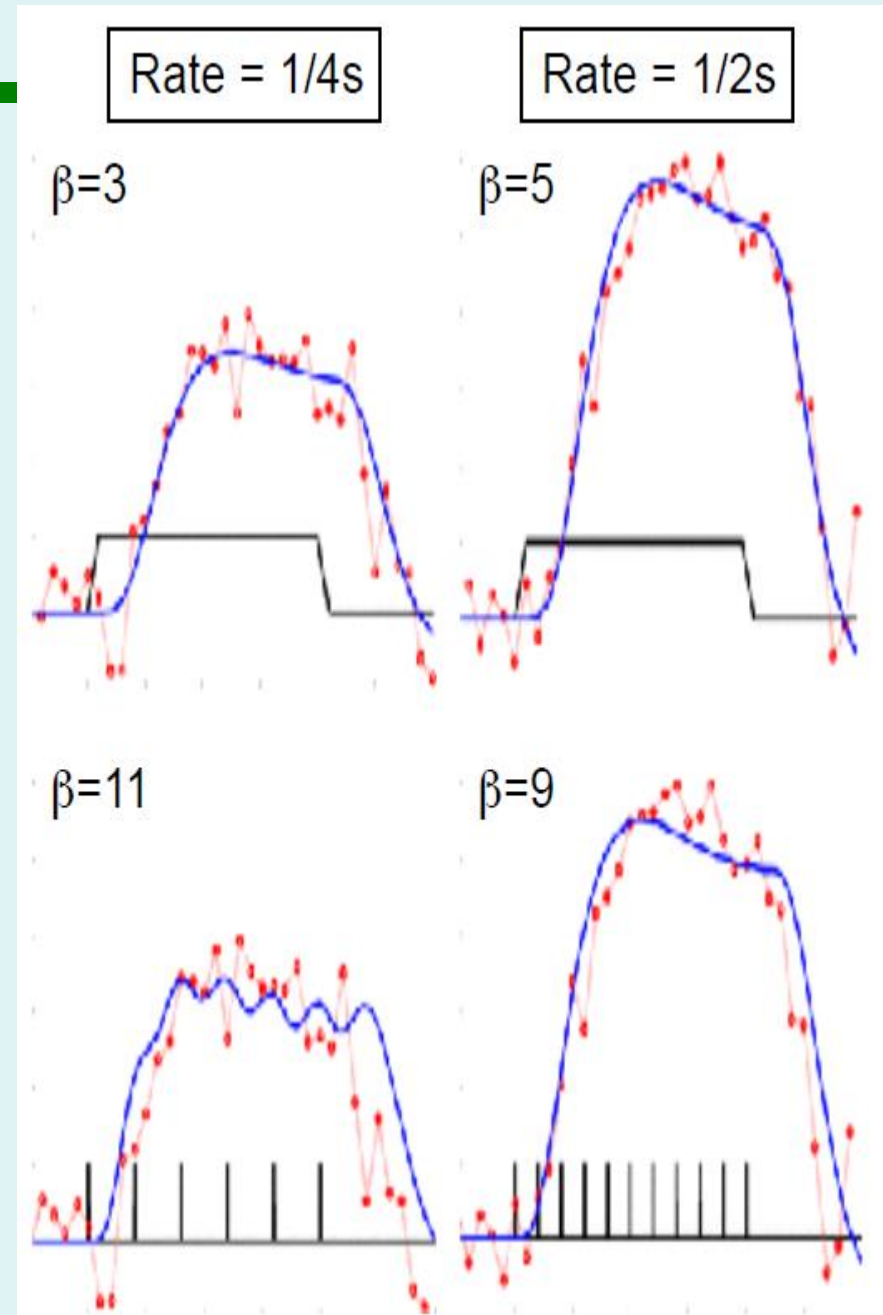 Rate = 1/4s
Rate = 1/2s
β=3
β=5
β=11
β=9